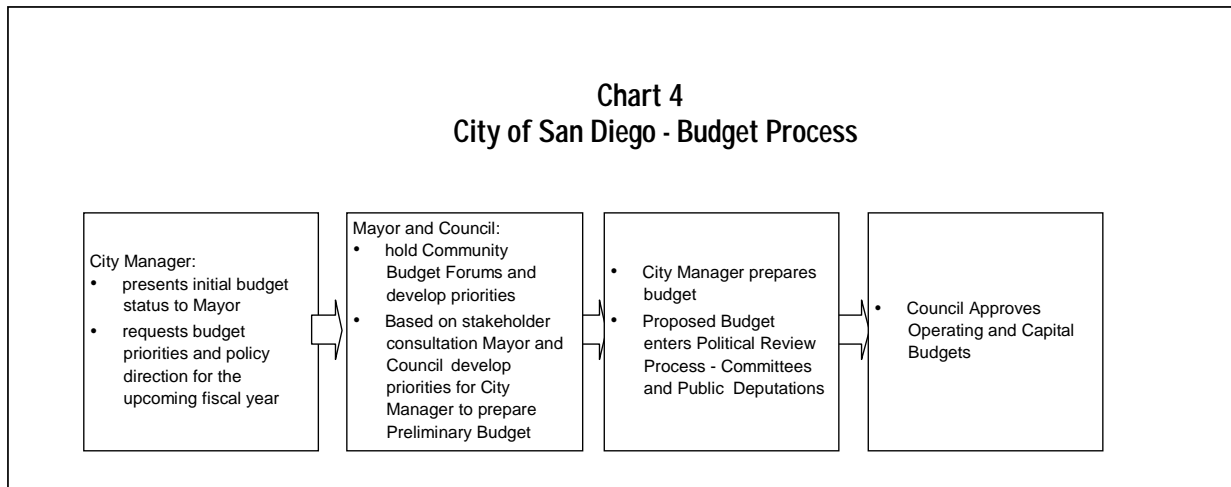 Chart 4
City of San Diego - Budget Process
City Manager:
• presents initial budget
status to Mayor
• requests budget
priorities and policy
direction for the
upcoming fiscal year
Mayor and Council:
• hold Community
Budget Forums and
develop priorities
• Based on stakeholder
consultation Mayor and
Council develop
priorities for City
Manager to prepare
Preliminary Budget
• City Manager prepares
budget
• Proposed Budget
enters Political Review
Process - Committees
and Public Deputations
• Council Approves
Operating and Capital
Budgets